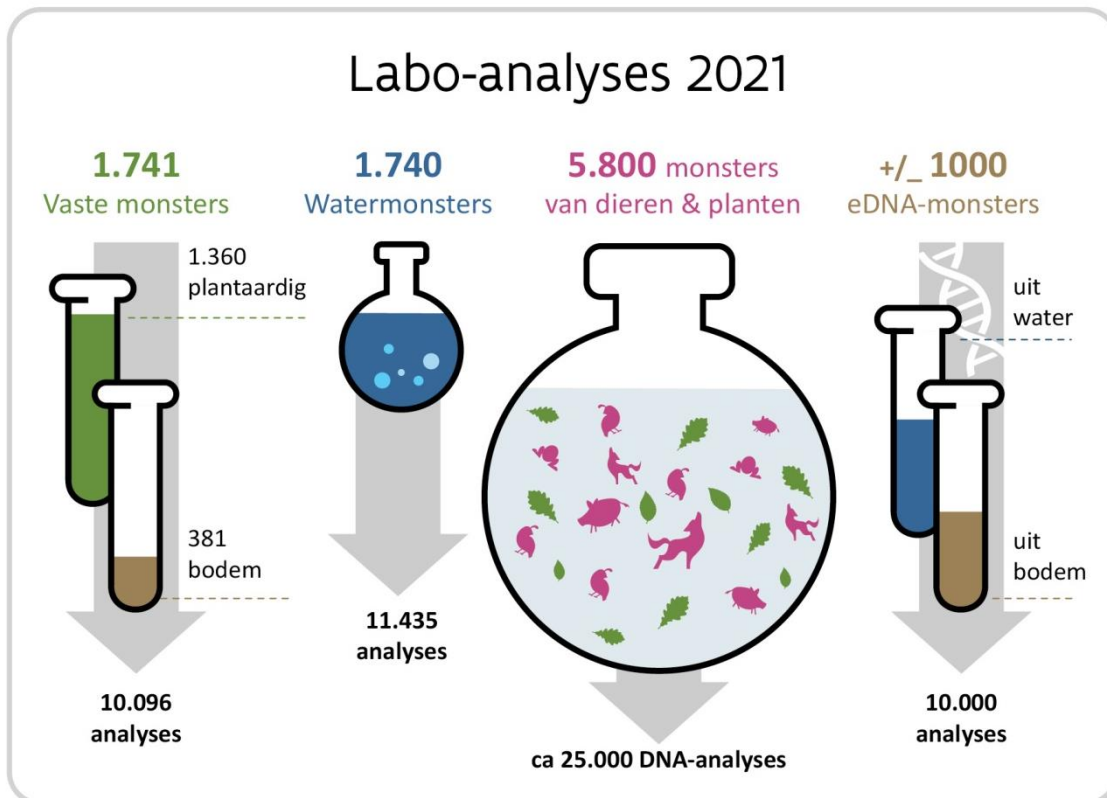 Labo-analyses 2021
1.741
Vaste monsters
1.360
plantaardig
381
bodem
10.096
analyses
1.740
Watermonsters
11.435
analyses
5.800 monsters
van dieren & planten
ca 25.000 DNA-analyses
+/_ 1000
eDNA-monsters
uit
water
uit
bodem
10.000
analyses